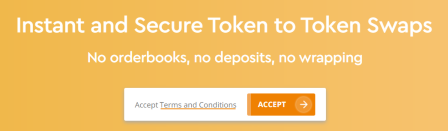 Instant and Secure Token to Token Swaps
No orderbooks, no deposits, no wrapping
Accept Terms and Conditions ACCEPT